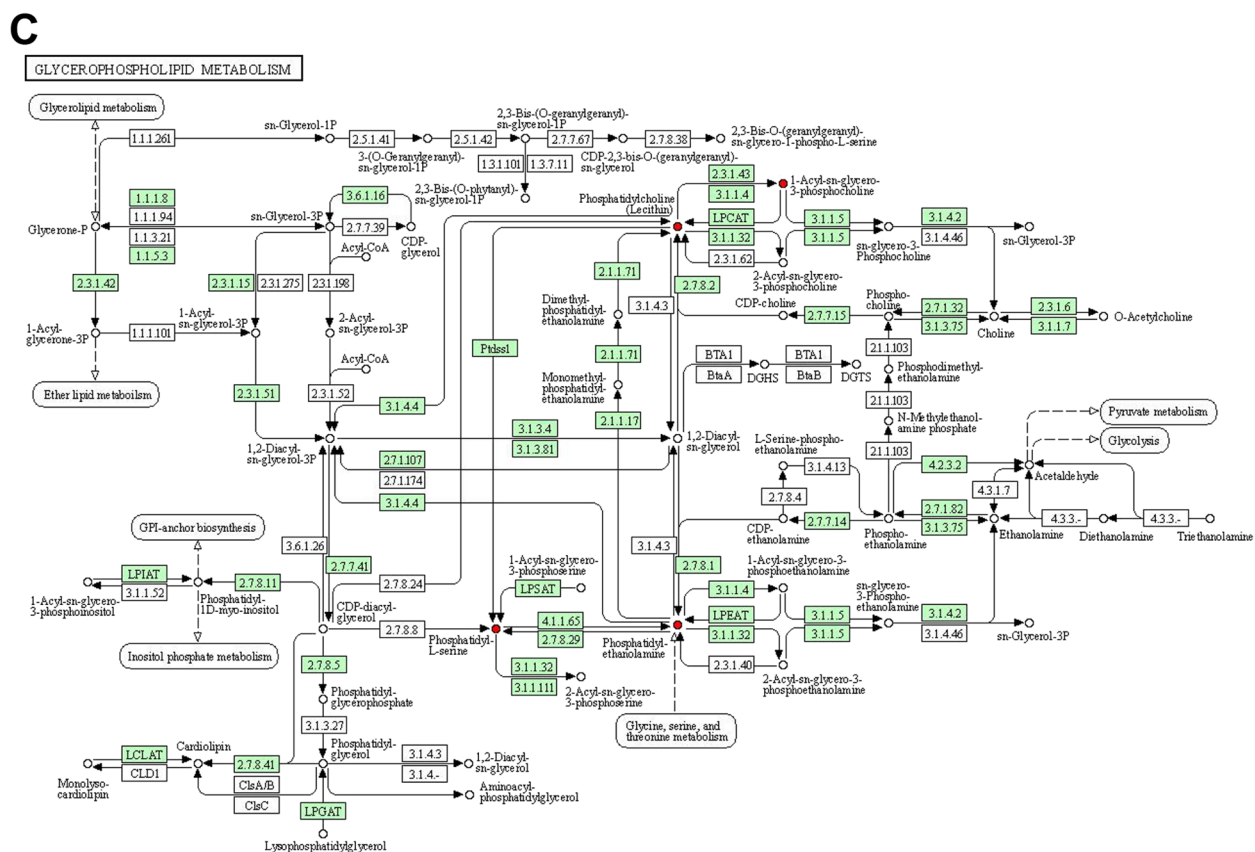 C
GLYCEROPHOSPHOLIPID METABOLISM
Glycerolipid metabolism
1.1.1.261
sn-Glycerol-1P
2.5.1.41
3-(O-Geranylgeranyl)-
sn-glycerol-1P
2.5.1.42
2,3-Bis-(O-geranylgeranyl)-
sn-glycerol-1P
2.7.7.67
CDP-2,3-bis-O-(geranylgeranyl)-
sn-glycerol
2.7.8.38
2,3-Bis-O-(geranylgeranyl)-
sn-glycero-1-phospho-L-serine
1.3.1.101
1.3.7.11
2,3-Bis-(O-phytanyl)-
sn-glycerol-1P
1.1.1.8
1.1.1.94
1.1.3.21
1.1.5.3
Glycerone-P
sn-Glycerol-3P
3.6.1.16
2.7.7.39
CDP-
glycerol
Phosphatidylcholine
(Lecithin)
2.3.1.43
3.1.1.4
1-Acyl-sn-glycero-
3-phosphocholine
LPCAT
3.1.1.32
2.3.1.62
2-Acyl-sn-glycero-
3-phosphocholine
3.1.1.5
3.1.1.5
sn-glycero-3-
Phosphocholine
3.1.4.2
3.1.4.46
sn-Glycerol-3P
2.3.1.42
2.3.1.15
2.3.1.275
Acyl-CoA
2.3.1.198
1-Acyl-
glycerone-3P
1.1.1.101
1-Acyl-
sn-glycerol-3P
2-Acyl-
sn-glycerol-3P
Acyl-CoA
2.3.1.52
2.3.1.51
Ether lipid metaboilsm
Ptdss1
2.1.1.71
Dimethyl-
phosphatidyl-
ethanolamine
2.1.1.71
Monomethyl-
phosphatidyl-
ethanolamine
2.1.1.17
3.1.4.3
2.7.8.2
CDP-choline
2.7.7.15
Phospho-
choline
2.7.1.32
3.1.3.75
Choline
2.3.1.6
3.1.1.7
O-Acetylcholine
BTA1
BtaA
DGHS
BTA1
BtaB
DGTS
2.1.1.103
Phosphodimethyl-
ethanolamine
2.1.1.103
N-Methylethanol-
amine phosphate
2.1.1.103
Pyruvate metabolism
Glycolysis
3.1.4.4
3.1.3.4
3.1.3.81
1,2-Diacyl-
sn-glycerol-3P
1,2-Diacyl-
sn-glycerol
2.7.1.107
2.7.1.174
3.1.4.4
L-Serine-phospho-
ethanolamine
3.1.4.13
2.7.8.4
CDP-
ethanolamine
2.7.7.14
Phospho-
ethanolamine
4.2.3.2
Acetaldehyde
4.3.1.7
2.7.1.82
3.1.3.75
Ethanolamine
4.3.3.-
Diethanolamine
4.3.3.-
Triethanolamine
GPI-anchor biosynthesis
3.6.1.26
2.7.7.41
2.7.8.24
3.1.4.3
2.7.8.1
LPIAT
3.1.1.52
1-Acyl-sn-glycero-
3-phosphoinositol
Phosphatidyl-
1D-myo-inositol
2.7.8.11
CDP-diacyl-
glycerol
2.7.8.8
Phosphatidyl-
L-serine
1-Acyl-sn-glycero-
3-phosphoserine
LPSAT
4.1.1.65
2.7.8.29
Phosphatidyl-
ethanolamine
3.1.1.4
1-Acyl-sn-glycero-3-
phosphoethanolamine
LPEAT
3.1.1.32
2.3.1.40
2-Acyl-sn-glycero-3-
phosphoethanolamine
3.1.1.5
3.1.1.5
sn-glycero-
3-Phospho-
ethanolamine
3.1.4.2
3.1.4.46
sn-Glycerol-3P
Inositol phosphate metabolism
2.7.8.5
3.1.1.32
3.1.1.111
2-Acyl-sn-glycero-
3-phosphoserine
Phosphatidyl-
glycerophosphate
3.1.3.27
Glycine, serine, and
threonine metabolism
LCLAT
CLD1
Monolyso-
cardiolipin
Cardiolipin
2.7.8.41
ClsA/B
ClsC
Phosphatidyl-
glycerol
3.1.4.3
3.1.4.-
1,2-Diacyl-
sn-glycerol
Aminoacyl-
phosphatidylglycerol
LPGAT
Lysophosphatidylglycerol